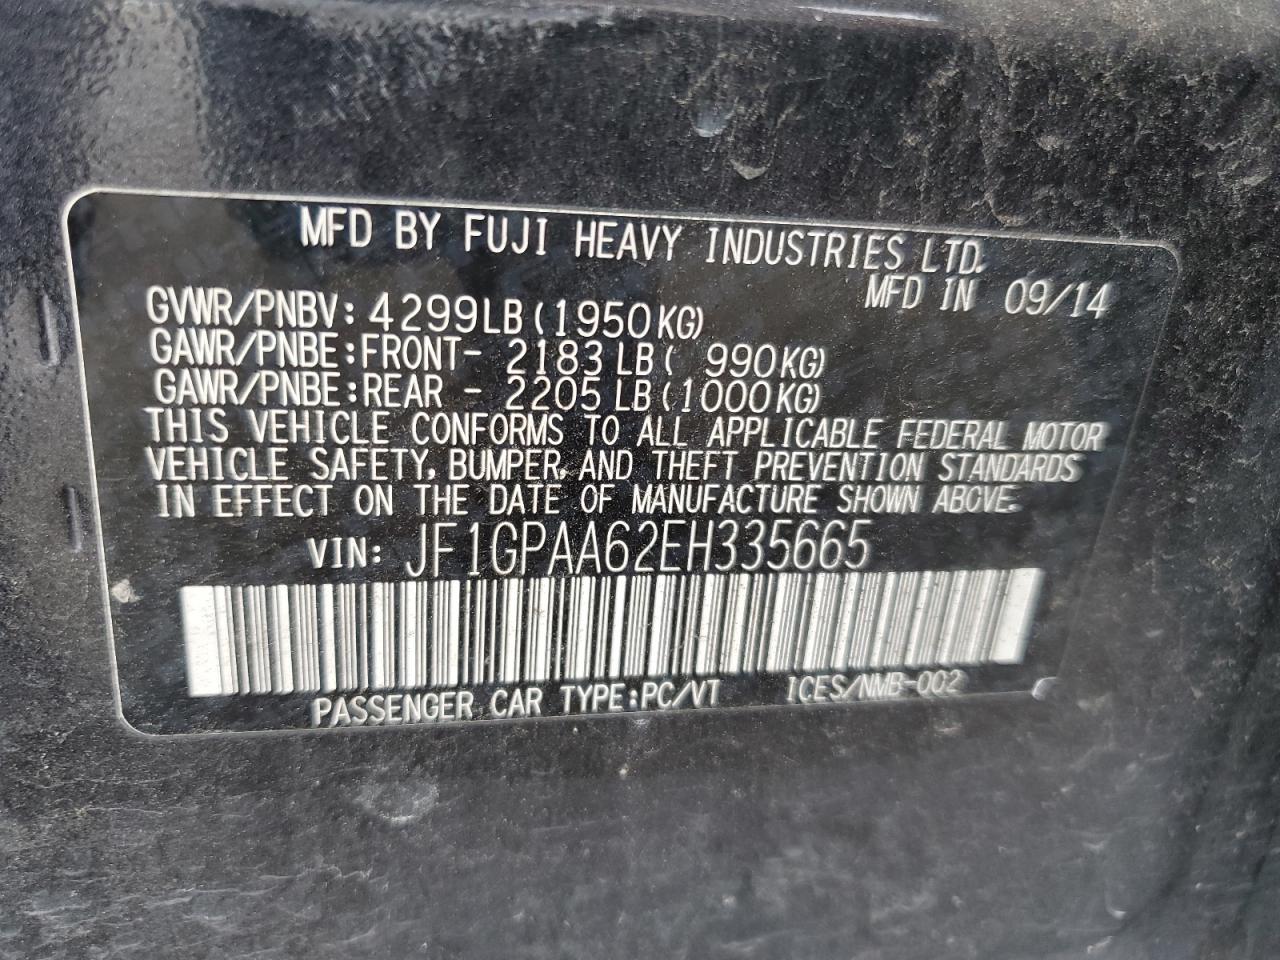 MFD BY FUJI HEAVY INDUSTRIES LTD.
MFD IN 09/14
GVWR/PNBV: 4299LB (1950KG)
GAWR/PNBE: FRONT- 2183 LB ( 990KG)
GAWR/PNBE: REAR - 2205 LB (1000KG)
THIS VEHICLE CONFORMS TO ALL APPLICABLE FEDERAL MOTOR
VEHICLE SAFETY, BUMPER, AND THEFT PREVENTION STANDARDS
IN EFFECT ON THE DATE OF MANUFACTURE SHOWN ABOVE.
VIN: JF1GPAA62EH335665
PASSENGER CAR TYPE:PC/VT ICES/NMB-002